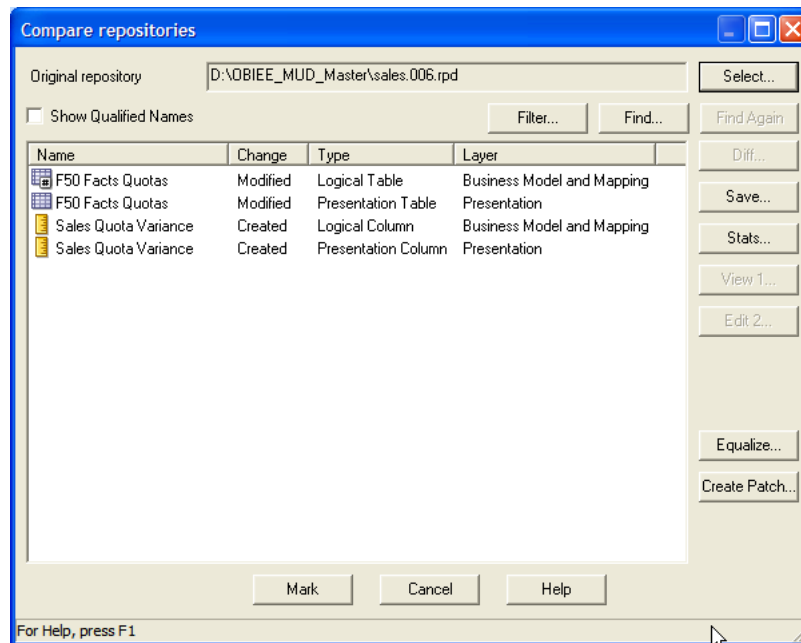 Compare repositories
Original repository D:\OBIEE_MUD_Master\sales.006.rpd Select...
Show Qualified Names Filter... Find... Find Again
Name Change Type Layer Diff...
F50 Facts Quotas Modified Logical Table Business Model and Mapping
F50 Facts Quotas Modified Presentation Table Presentation Save...
Sales Quota Variance Created Logical Column Business Model and Mapping
Sales Quota Variance Created Presentation Column Presentation Stats...
View 1...
Edit 2...
Equalize...
Create Patch...
Mark Cancel Help
For Help, press F1